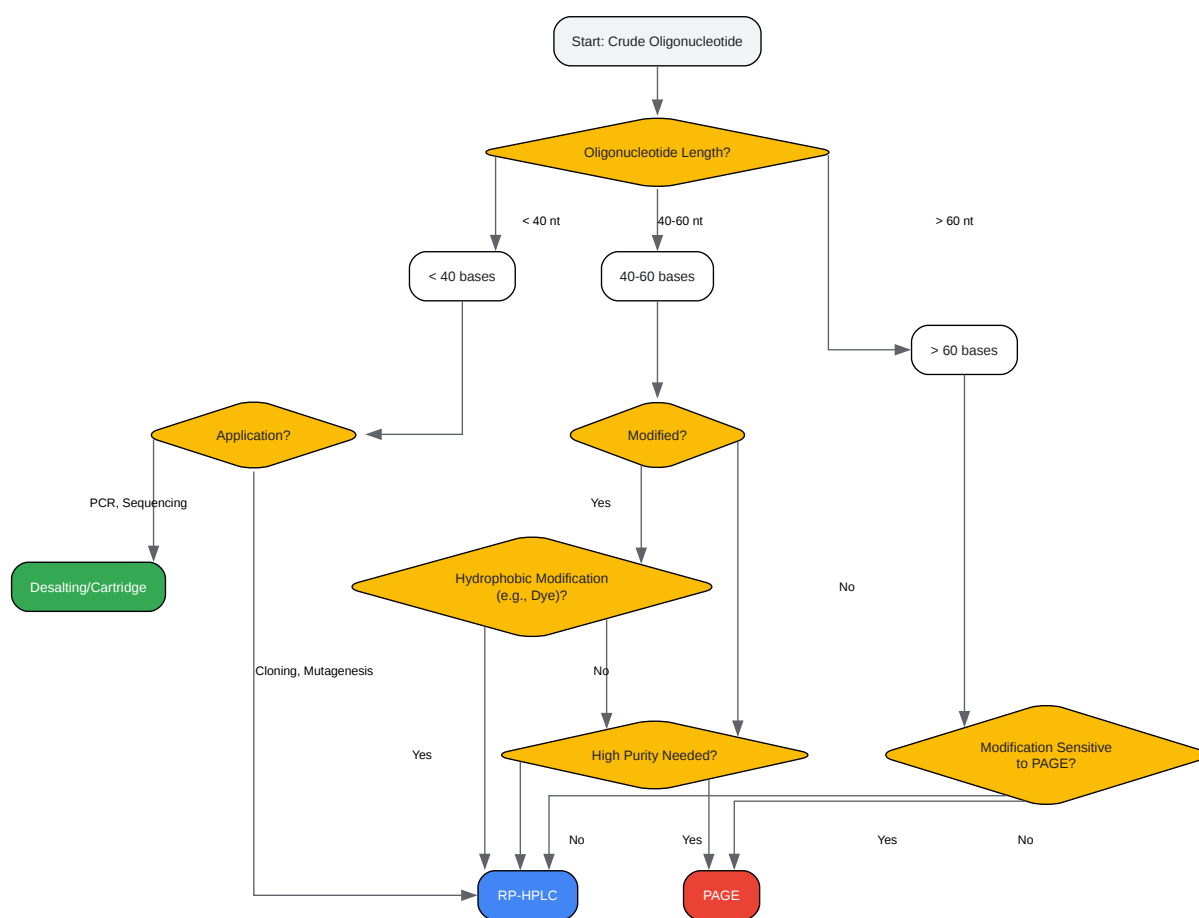 Start: Crude Oligonucleotide
Oligonucleotide Length?
< 40 nt
40-60 nt
> 60 nt
< 40 bases
40-60 bases
> 60 bases
Application?
Modified?
PCR, Sequencing
Yes
Hydrophobic Modification
(e.g., Dye)?
Desalting/Cartridge
No
Cloning, Mutagenesis
No
Yes
High Purity Needed?
Modification Sensitive
to PAGE?
No
Yes
Yes
No
RP-HPLC
PAGE